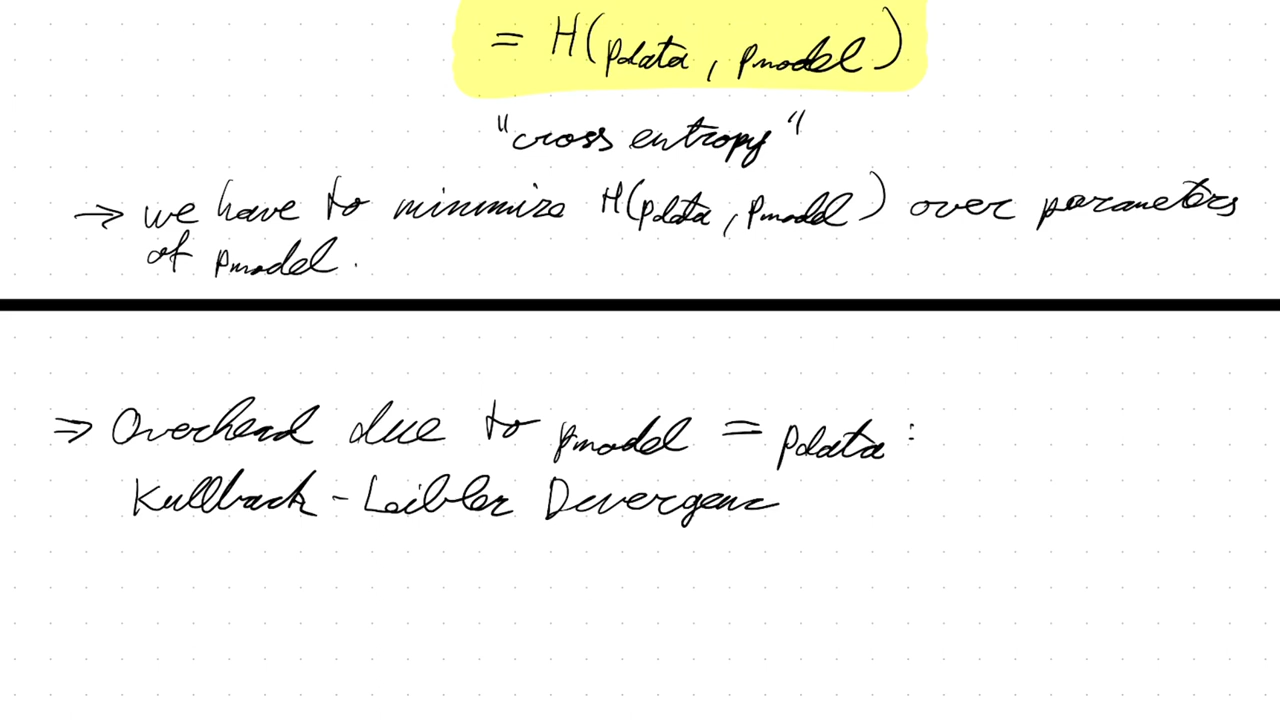 = H(pdata, pmodel)
"cross entropy"
→ we have to minimize H(pdata, pmodel) over parameters
of pmodel.
⇒ Overhead due to pmodel = pdata:
Kullback-Leibler Divergenc